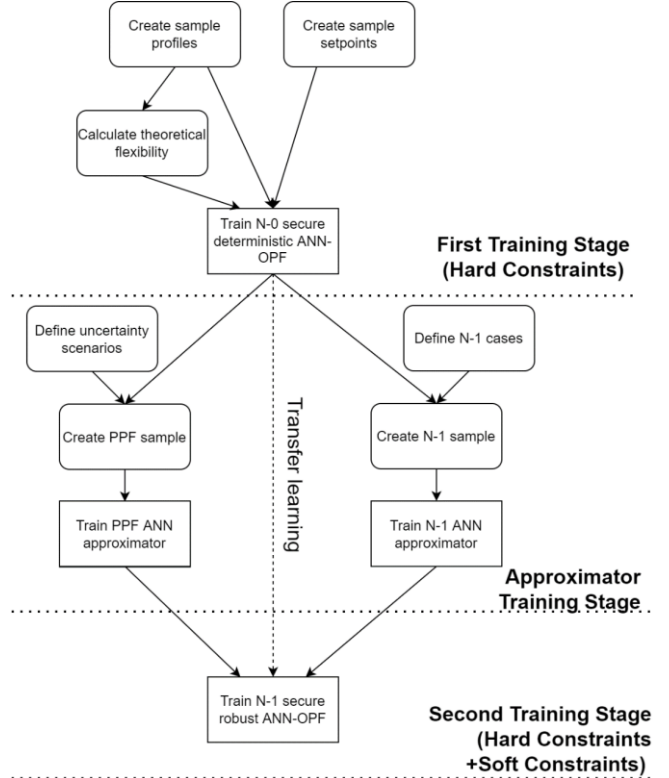 Create sample
profiles
Create sample
setpoints
Calculate theoretical
flexibility
Train N-0 secure
deterministic ANN-
OPF
First Training Stage
(Hard Constraints)
Define uncertainty
scenarios
Define N-1 cases
Create PPF sample
Create N-1 sample
Transfer learning
Train PPF ANN
approximator
Train N-1 ANN
approximator
Approximator
Training Stage
Train N-1 secure
robust ANN-OPF
Second Training Stage
(Hard Constraints
+Soft Constraints)